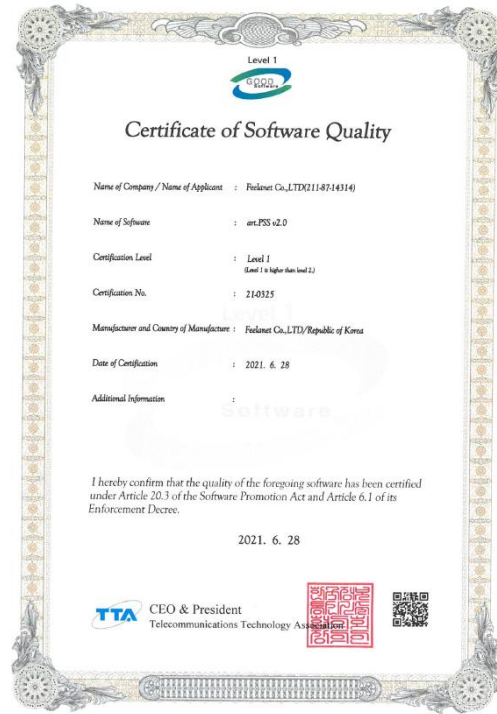 Level 1
GOOD
Software
Certificate of Software Quality
Name of Company / Name of Applicant : Feelanet Co.,LTD(211-87-14314)
Name of Software : art.PSS v2.0
Certification Level : Level 1
(Level 1 is higher than level 2.)
Certification No. : 21-0325
Level 1
Manufacturer and Country of Manufacture : Feelanet Co.,LTD/Republic of Korea
Date of Certification : 2021. 6. 28
Additional Information :
Software
I hereby confirm that the quality of the foregoing software has been certified
under Article 20.3 of the Software Promotion Act and Article 6.1 of its
Enforcement Decree.
2021. 6. 28
TTA CEO & President
Telecommunications Technology Association